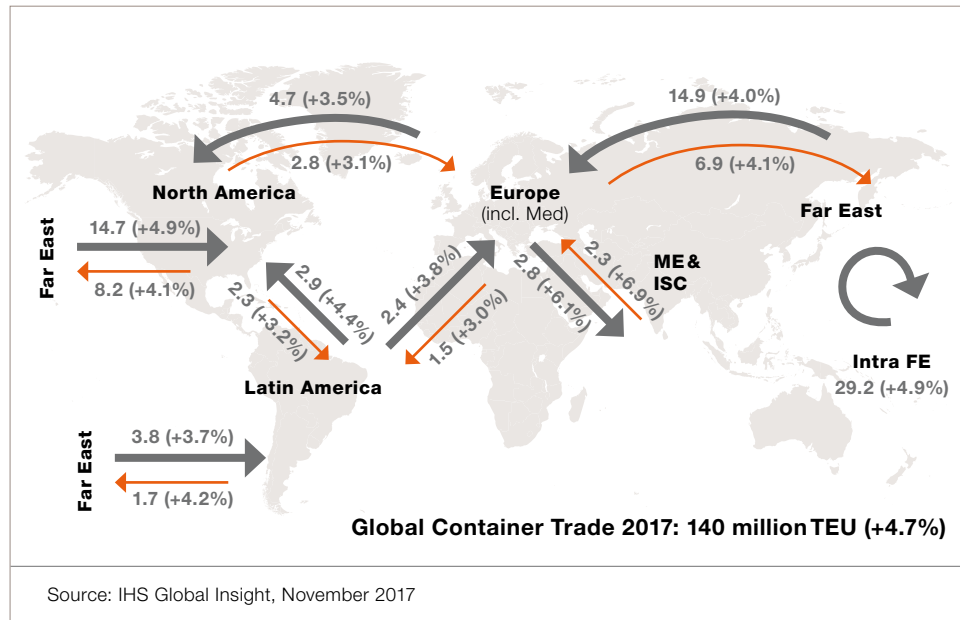 4.7 (+3.5%)
14.9 (+4.0%)
2.8 (+3.1%)
6.9 (+4.1%)
North America
Europe
(incl. Med)
Far East
Far East
14.7 (+4.9%)
8.2 (+4.1%)
2.9 (+4.4%)
2.3 (+3.2%)
2.4 (+3.8%)
1.5 (+3.0%)
2.8 (+6.1%)
2.3 (+6.9%)
ME &
ISC
Latin America
Intra FE
29.2 (+4.9%)
Far East
3.8 (+3.7%)
1.7 (+4.2%)
Global Container Trade 2017: 140 million TEU (+4.7%)
Source: IHS Global Insight, November 2017